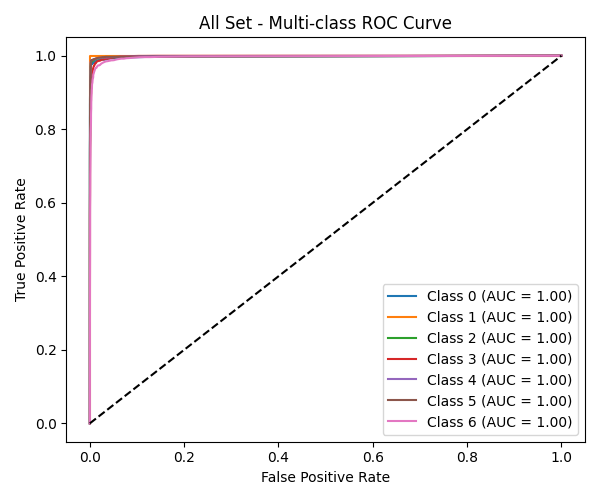 All Set - Multi-class ROC Curve
True Positive Rate
1.0
0.8
0.6
0.4
0.2
0.0
Class 0 (AUC = 1.00)
Class 1 (AUC = 1.00)
Class 2 (AUC = 1.00)
Class 3 (AUC = 1.00)
Class 4 (AUC = 1.00)
Class 5 (AUC = 1.00)
Class 6 (AUC = 1.00)
0.0 0.2 0.4 0.6 0.8 1.0
False Positive Rate